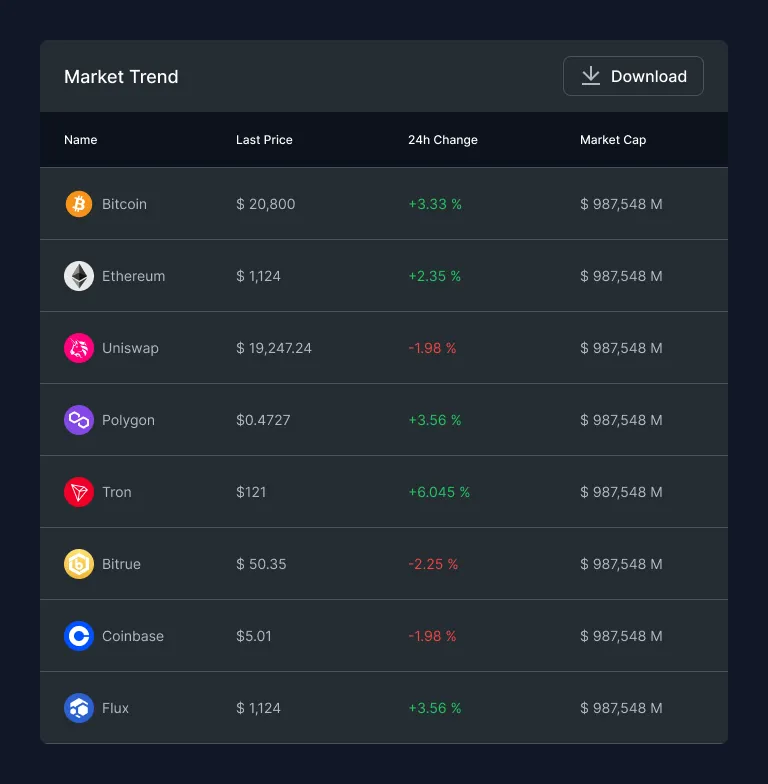 Market Trend
Download
Name Last Price 24h Change Market Cap
Bitcoin $ 20,800 +3.33 % $ 987,548 M
Ethereum $ 1,124 +2.35 % $ 987,548 M
Uniswap $ 19,247.24 -1.98 % $ 987,548 M
Polygon $0.4727 +3.56 % $ 987,548 M
Tron $121 +6.045 % $ 987,548 M
Bitrue $ 50.35 -2.25 % $ 987,548 M
Coinbase $5.01 -1.98 % $ 987,548 M
Flux $ 1,124 +3.56 % $ 987,548 M